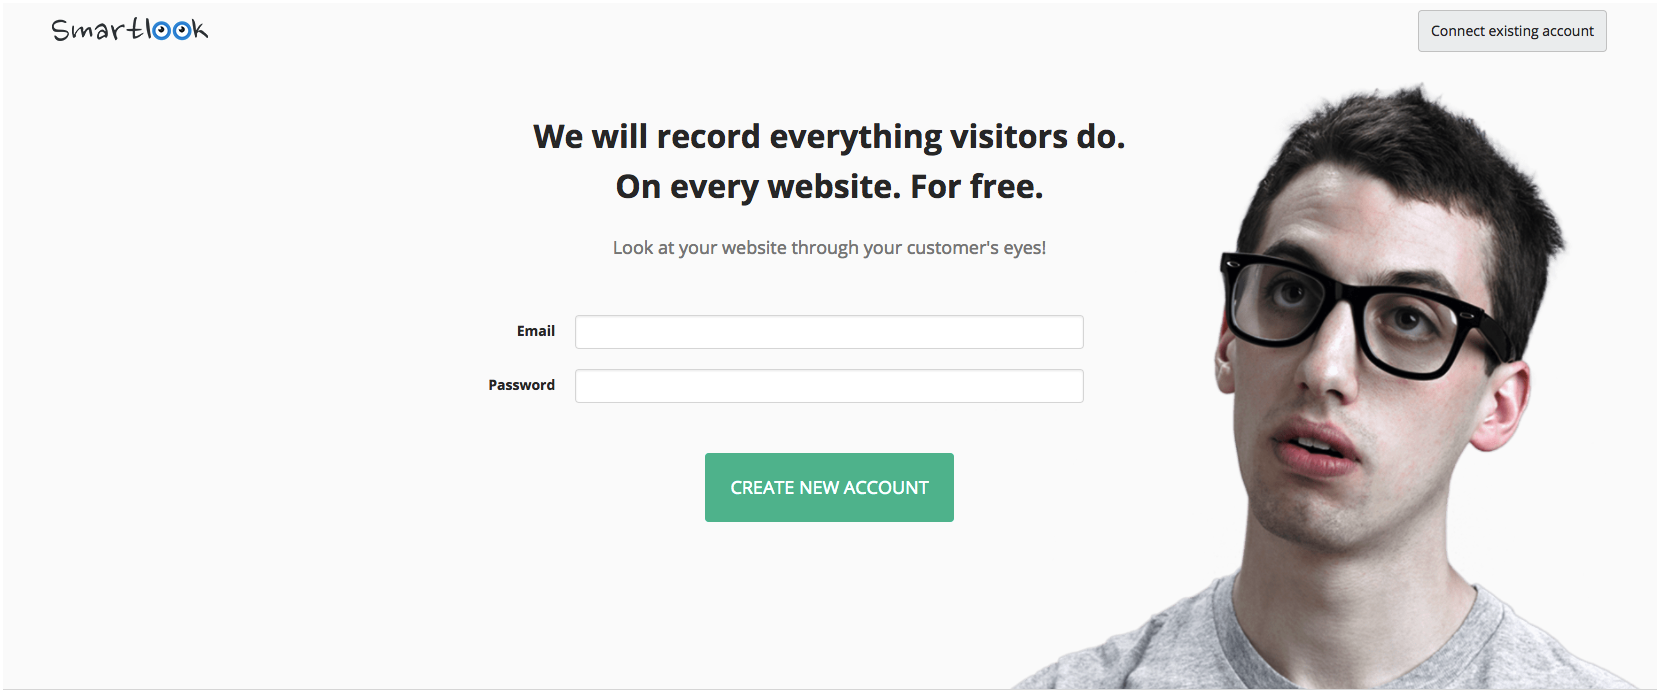 Smartlook
Connect existing account
We will record everything visitors do.
On every website. For free.
Look at your website through your customer's eyes!
Email
Password
CREATE NEW ACCOUNT